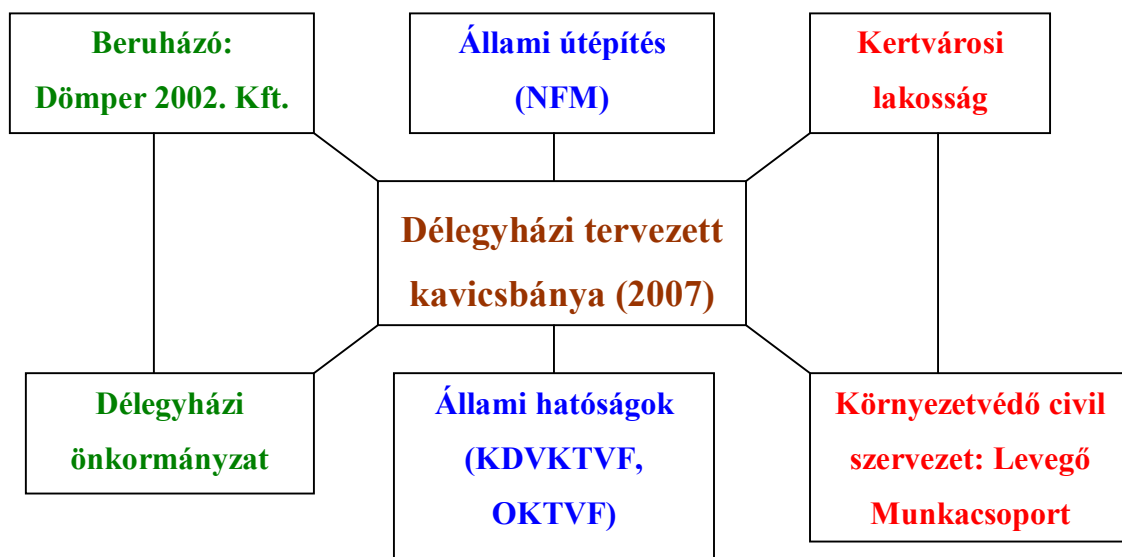 Beruházó:
Dömper 2002. Kft.
Állami útépítés
(NFM)
Kertvárosi
lakosság
Délegyházi tervezett
kavicsbánya (2007)
Délegyházi
önkormányzat
Állami hatóságok
(KDVKTVF,
OKTVF)
Környezetvédő civil
szervezet: Levegő
Munkacsoport